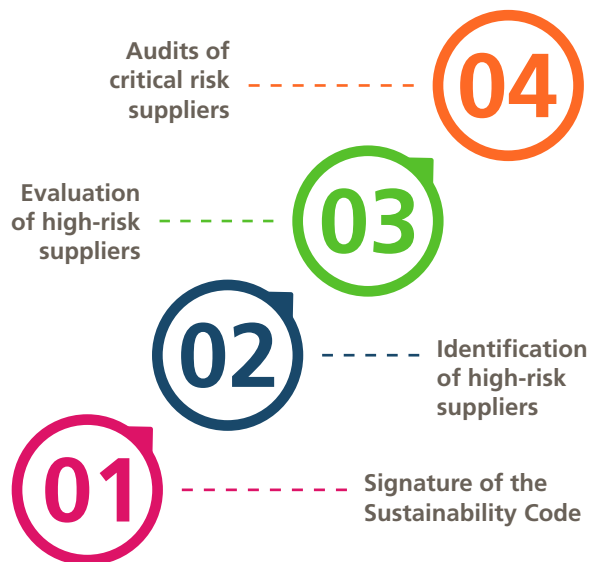 Audits of
critical risk
suppliers
04
Evaluation
of high-risk
suppliers
03
02
Identification
of high-risk
suppliers
01
Signature of the
Sustainability Code